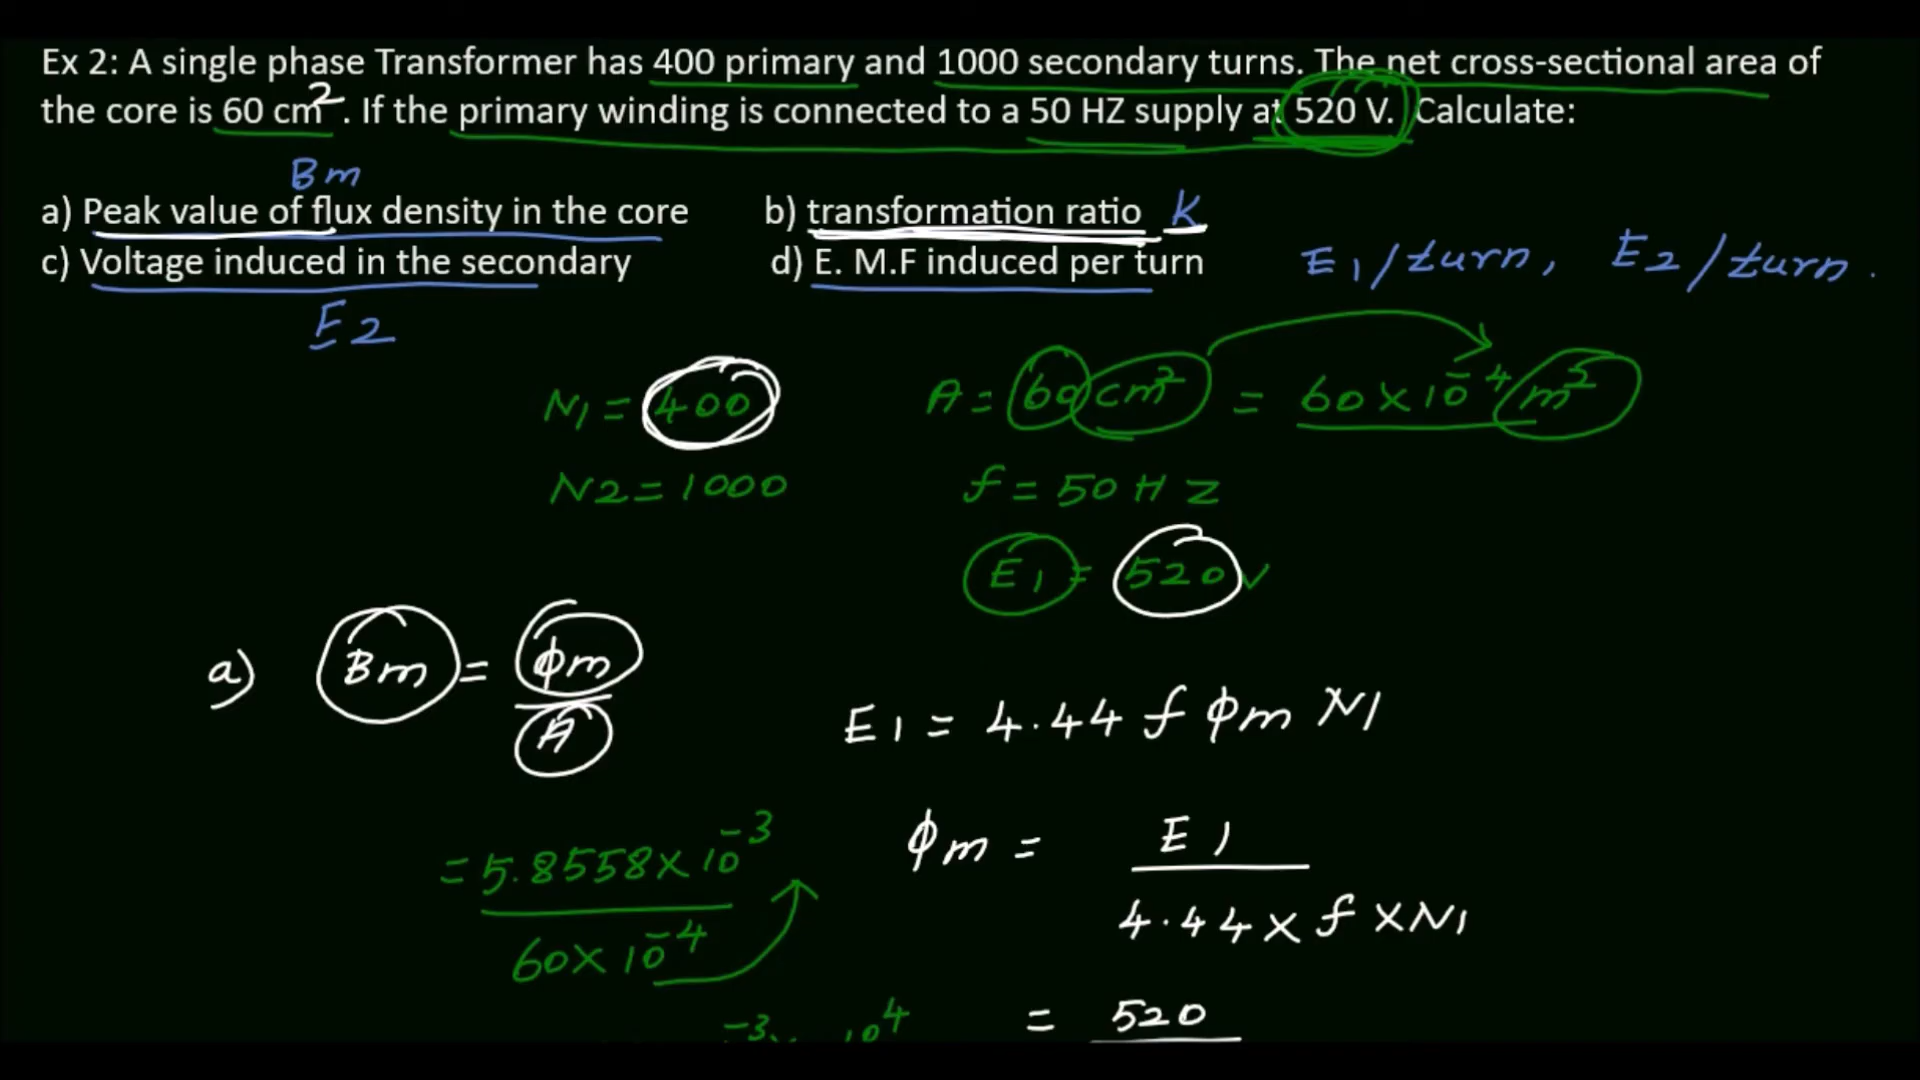 Ex 2: A single phase Transformer has 400 primary and 1000 secondary turns. The net cross-sectional area of
the core is 60 cm². If the primary winding is connected to a 50 HZ supply at 520 V. Calculate:
Bm
a) Peak value of flux density in the core b) transformation ratio K
c) Voltage induced in the secondary d) E. M.F induced per turn E1/turn, E2/turn.
E2
N1 = 400 A = 60 cm² = 60 × 10⁻⁴ m²
N2 = 1000 f = 50 HZ
E1 = 520 V
a) Bm = ϕm
A
E1 = 4.44 f ϕm N1
= 5.8558 × 10⁻³
60 × 10⁻⁴
ϕm = E1
4.44 × f × N1
= 520